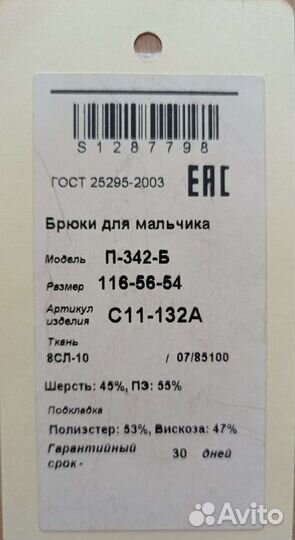 S1287798
ГОСТ 25295-2003 EAC
Брюки для мальчика
Модель П-342-Б
Размер 116-56-54
Артикул изделия С11-132А
Ткань
8СЛ-10 / 07/85100
Шерсть: 45%, ПЭ: 55%
Подкладка
Полиэстер: 53%, Вискоза: 47%
Гарантийный срок- 30 дней
Avito